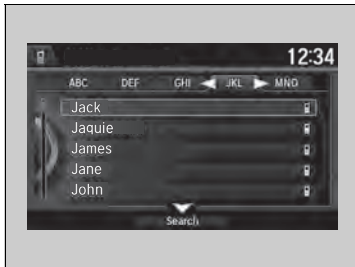 12:34
ABC DEF GHI JKL MNO
Jack
Jaquie
James
Jane
John
Search